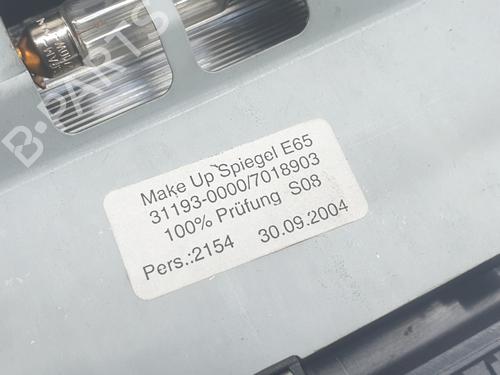 Make Up Spiegel E65
31193-0000/7018903
100% Prüfung S08
Pers.:2154 30.09.2004
B-PARTS